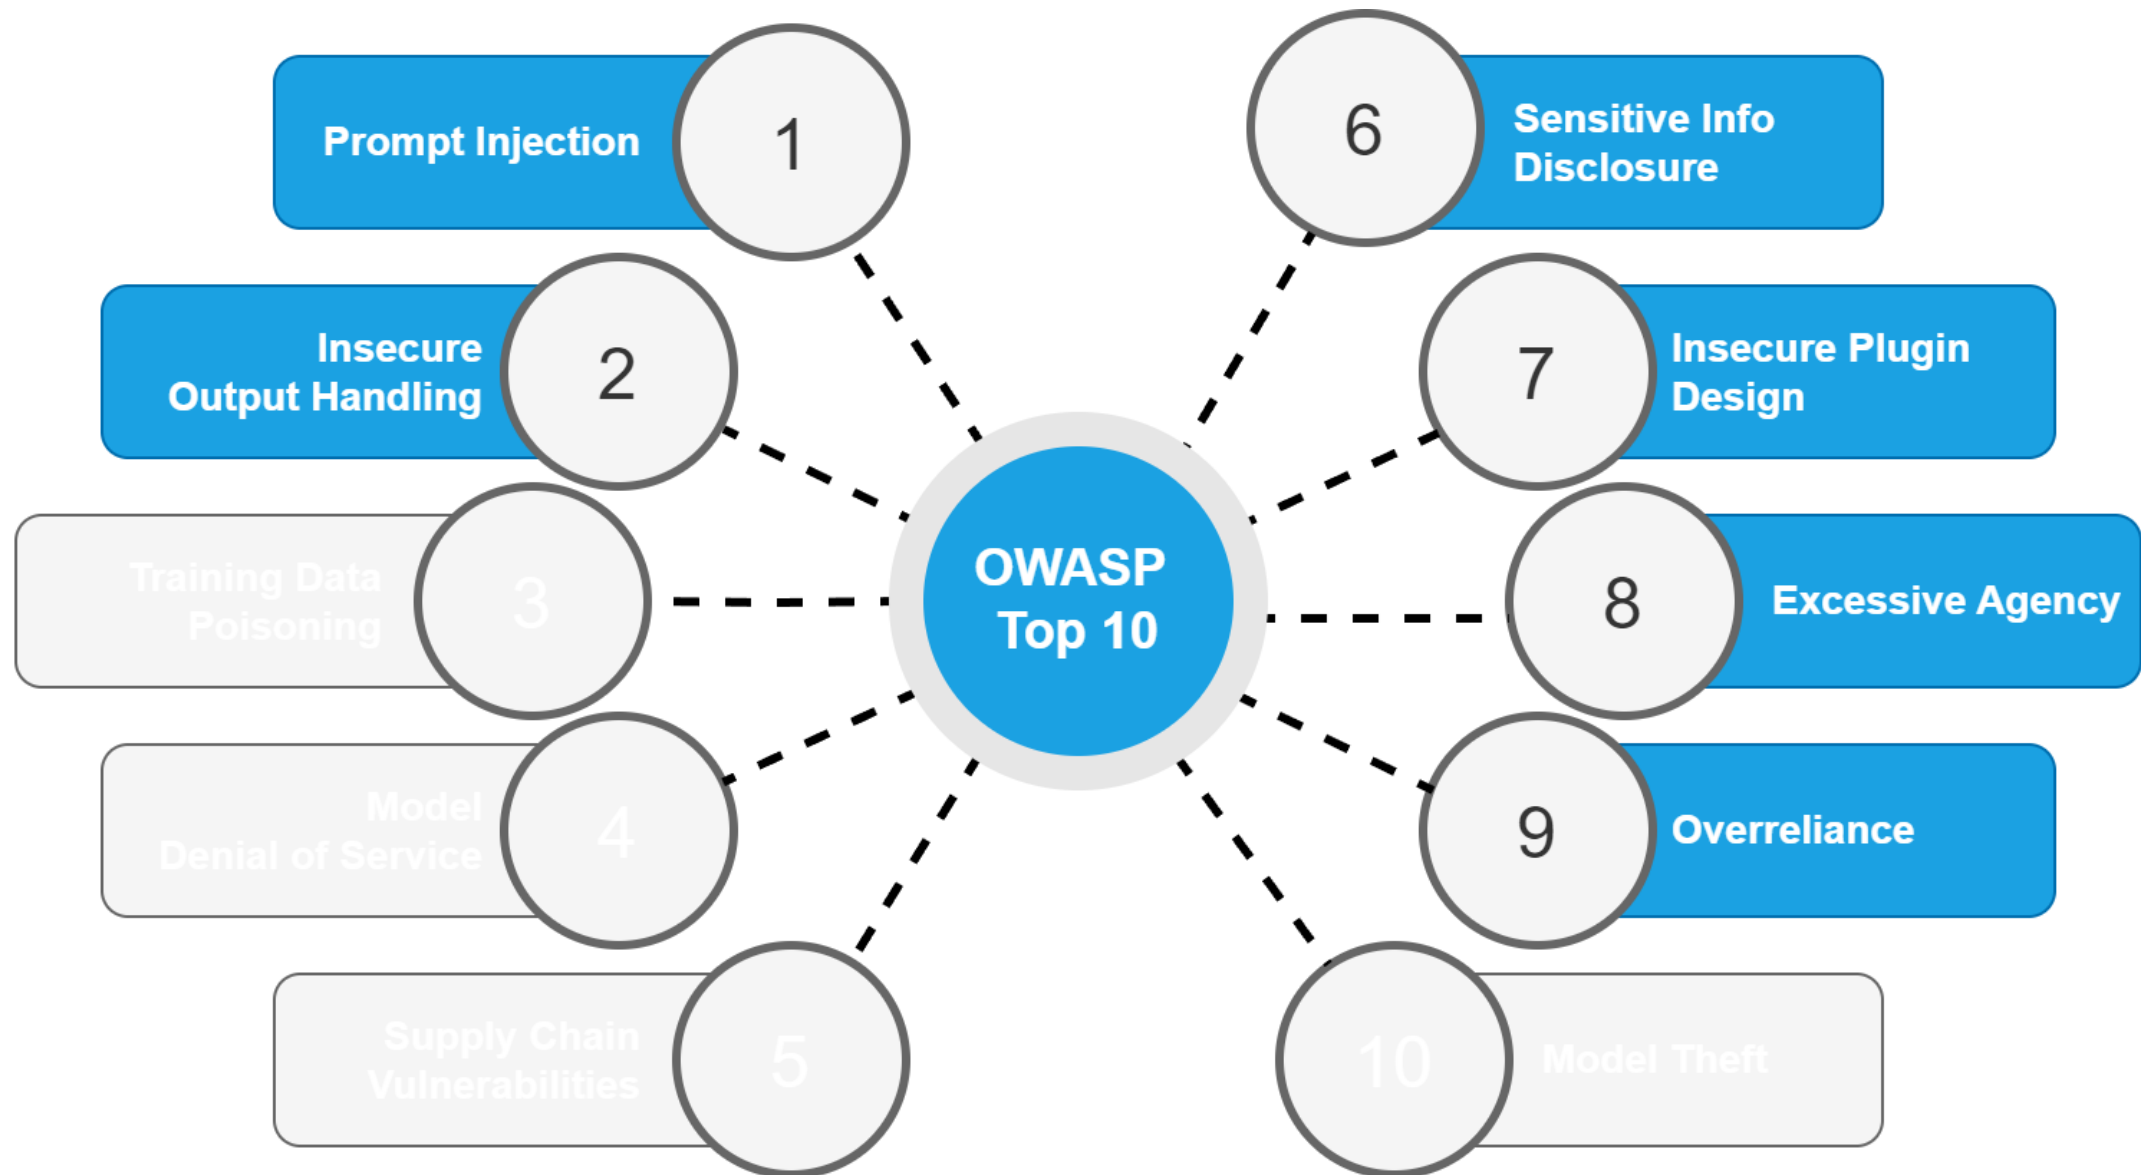 1
Prompt Injection
2
Insecure
Output Handling
3
Training Data
Poisoning
4
Model
Denial of Service
5
Supply Chain
Vulnerabilities
OWASP
Top 10
6
Sensitive Info
Disclosure
7
Insecure Plugin
Design
8
Excessive Agency
9
Overreliance
10
Model Theft